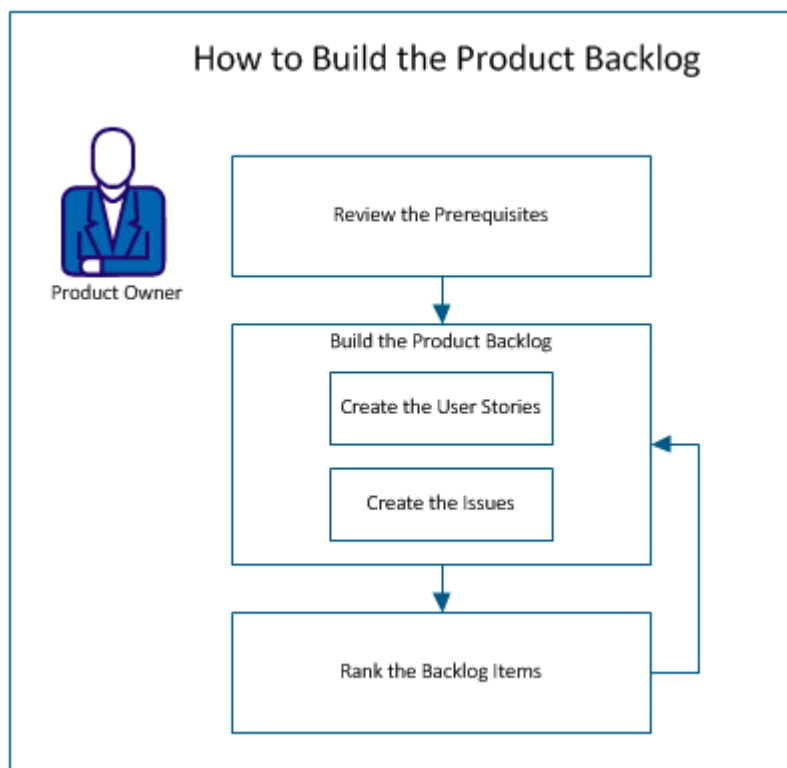 How to Build the Product Backlog
Product Owner
Review the Prerequisites
Build the Product Backlog
Create the User Stories
Create the Issues
Rank the Backlog Items